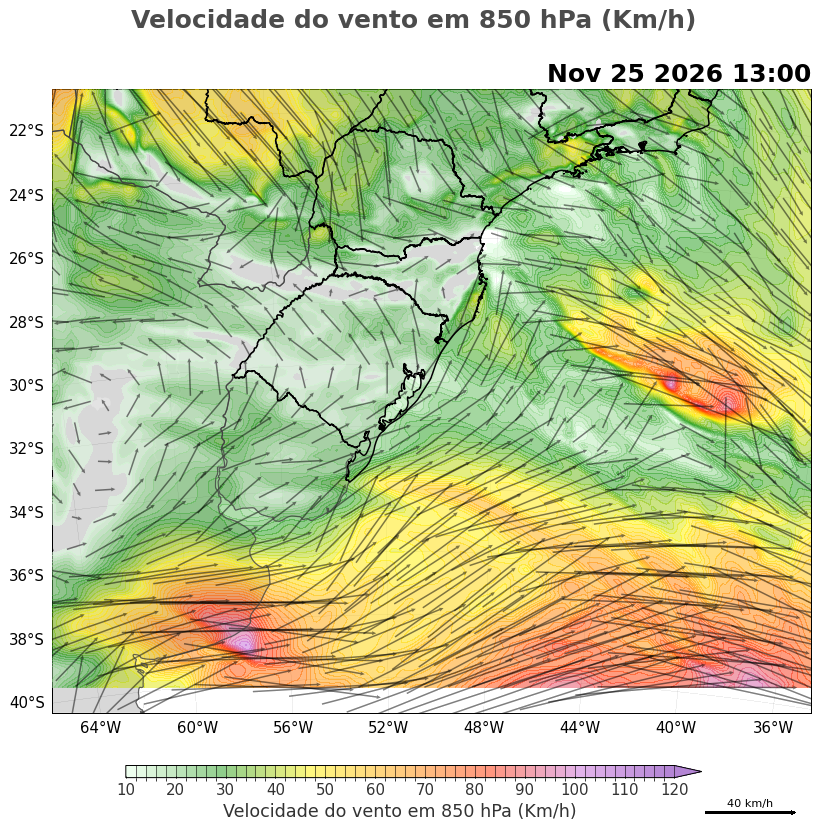 Velocidade do vento em 850 hPa (Km/h)
Nov 25 2026 13:00
22°S
24°S
26°S
28°S
30°S
32°S
34°S
36°S
38°S
40°S
64°W 60°W 56°W 52°W 48°W 44°W 40°W 36°W
10 20 30 40 50 60 70 80 90 100 110 120
Velocidade do vento em 850 hPa (Km/h)
40 km/h